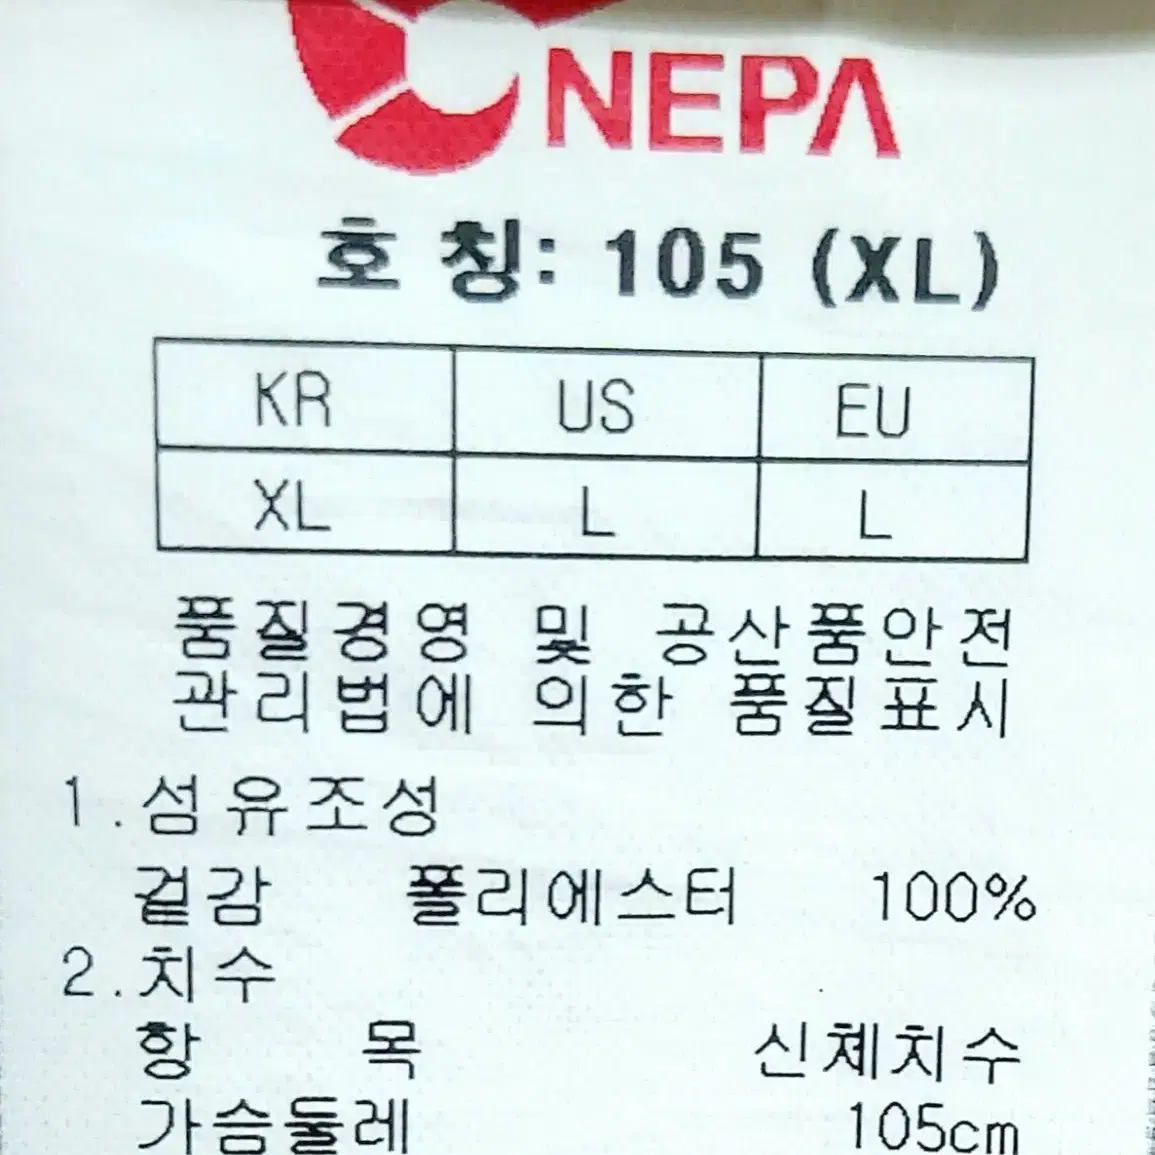 NEPA
호 칭: 105 (XL)
KR US EU
XL L L
품질경영 및 공산품안전
관리법에 의한 품질표시
1.섬유조성
겉감 폴리에스터 100%
2.치수
항 목 신체치수
가슴둘레 105cm